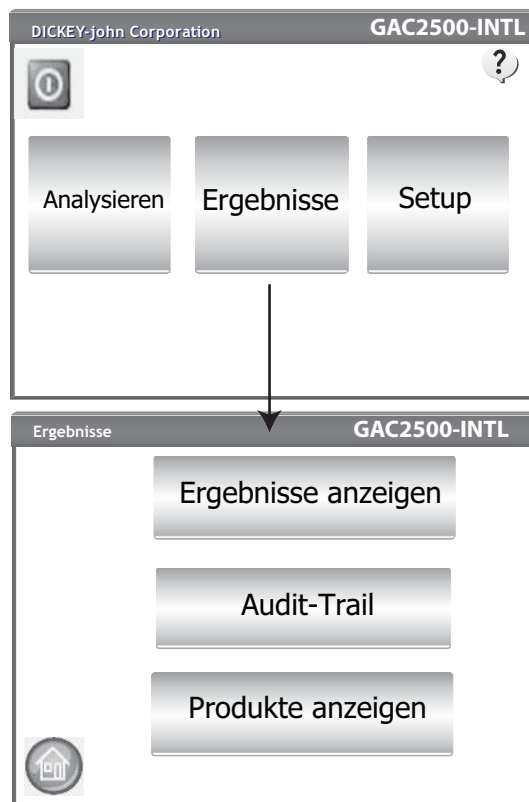 DICKEY-john Corporation GAC2500-INTL
?
Analysieren Ergebnisse Setup
Ergebnisse GAC2500-INTL
Ergebnisse anzeigen
Audit-Trail
Produkte anzeigen